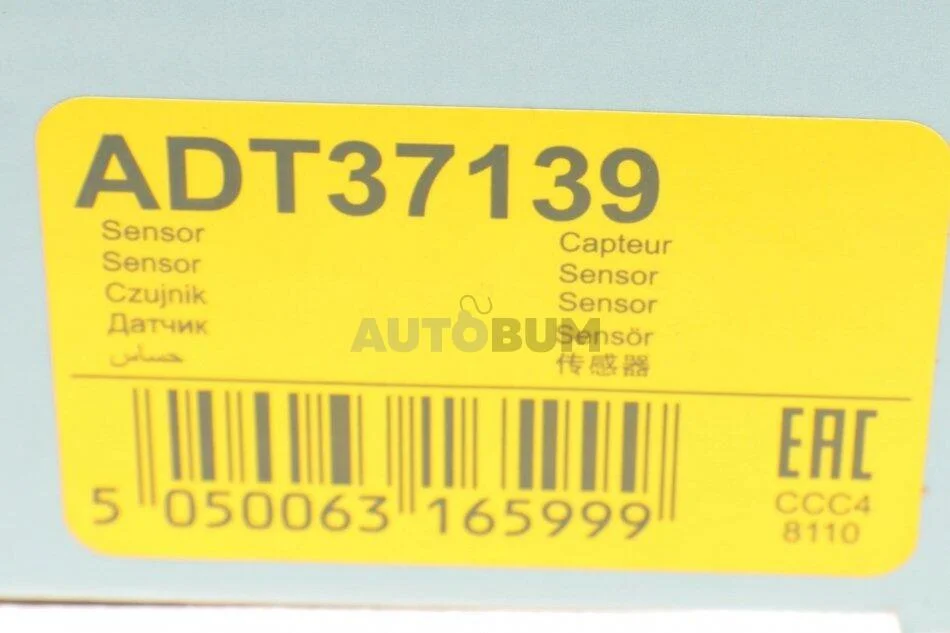 ADT37139
Sensor
Sensor
Czujnik
Датчик
حساس
Capteur
Sensor
Sensor
Sensör
传感器
AUTOBUM
5 050063 165999
EAC
CCC4
8110